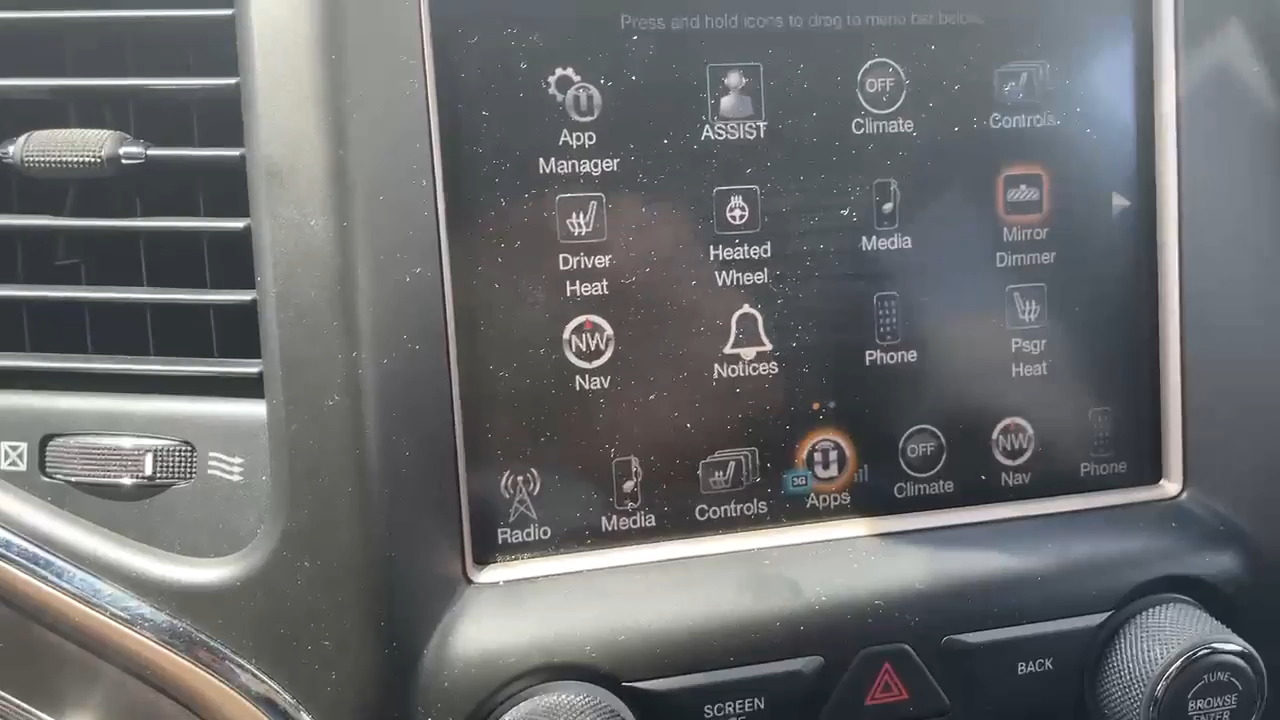 Press and hold icons to drag to menu bar below.
App
Manager
ASSIST
OFF
Climate
Controls
Driver
Heat
Heated
Wheel
Media
Mirror
Dimmer
NW
Nav
Notices
Phone
Psgr
Heat
Radio
Media
Controls
3G
Apps
OFF
Climate
NW
Nav
Phone
SCREEN
BACK
TUNE
BROWSE
ENTER